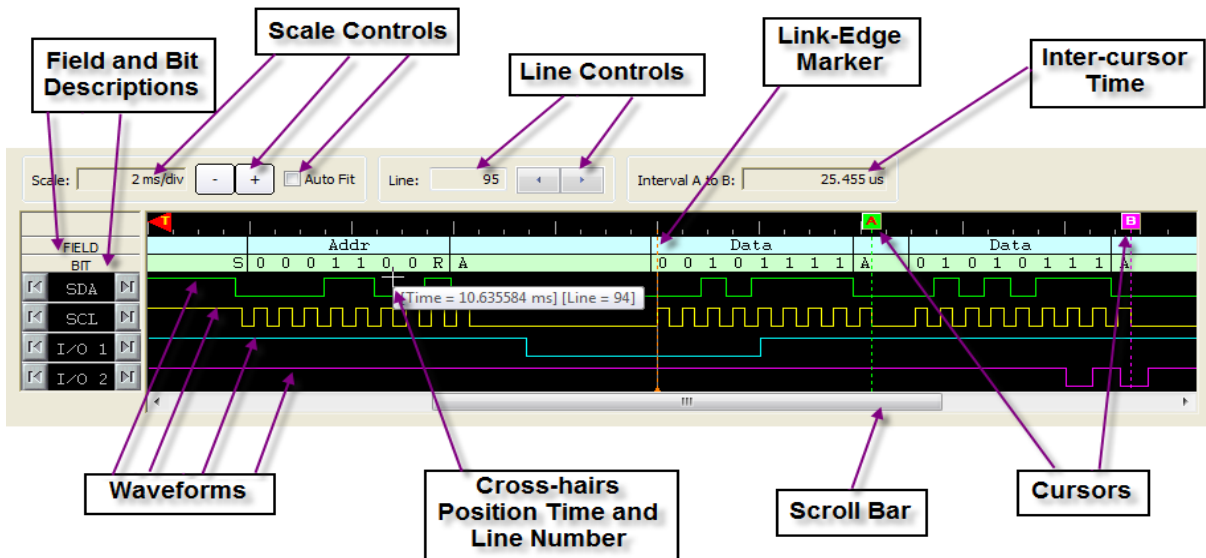 Scale Controls
Link-Edge
Marker
Field and Bit
Descriptions
Line Controls
Inter-cursor
Time
Scale: 2 ms/div - + Auto Fit Line: 95 Interval A to B: 25.455 us
T A B
FIELD Addr Data Data
BIT S 0 0 0 1 1 0 0 R A 0 0 1 0 1 1 1 1 A 0 1 0 1 0 1 1 1 A
SDA
[Time = 10.635584 ms] [Line = 94]
SCL
I/O 1
I/O 2
Waveforms
Cross-hairs
Position Time and
Line Number
Scroll Bar
Cursors